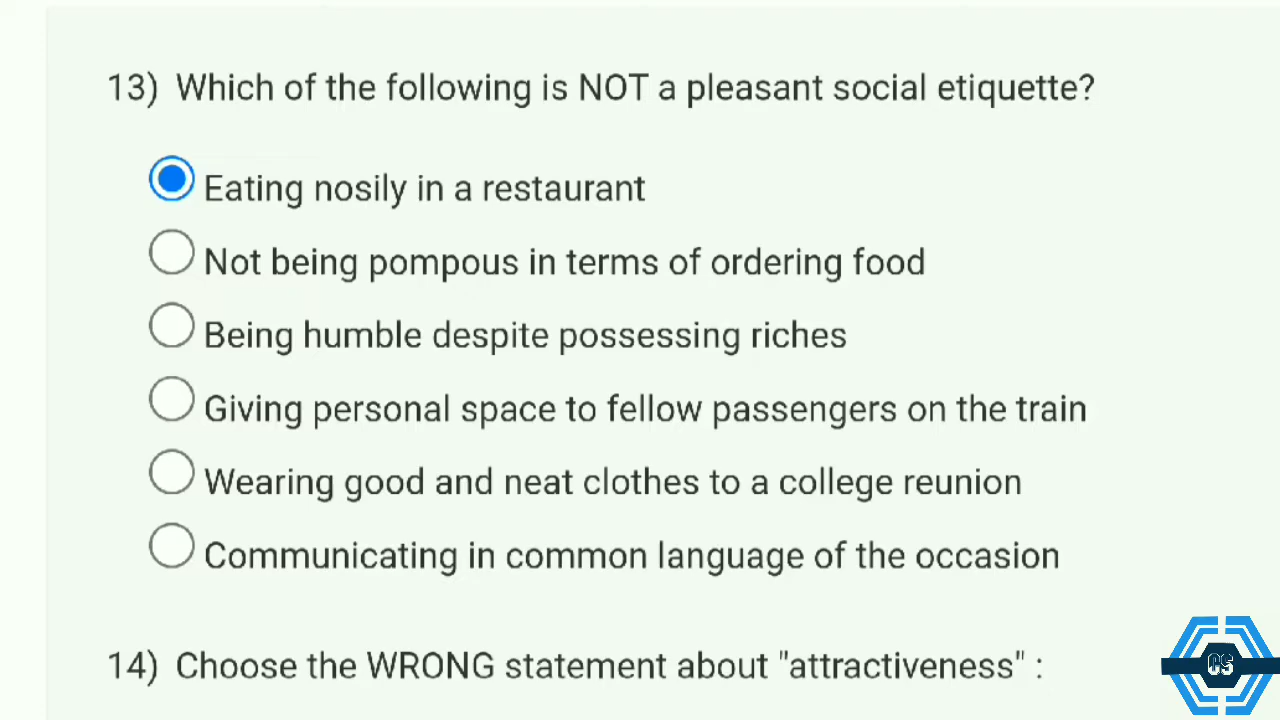 13) Which of the following is NOT a pleasant social etiquette?
Eating nosily in a restaurant
Not being pompous in terms of ordering food
Being humble despite possessing riches
Giving personal space to fellow passengers on the train
Wearing good and neat clothes to a college reunion
Communicating in common language of the occasion
14) Choose the WRONG statement about "attractiveness" :